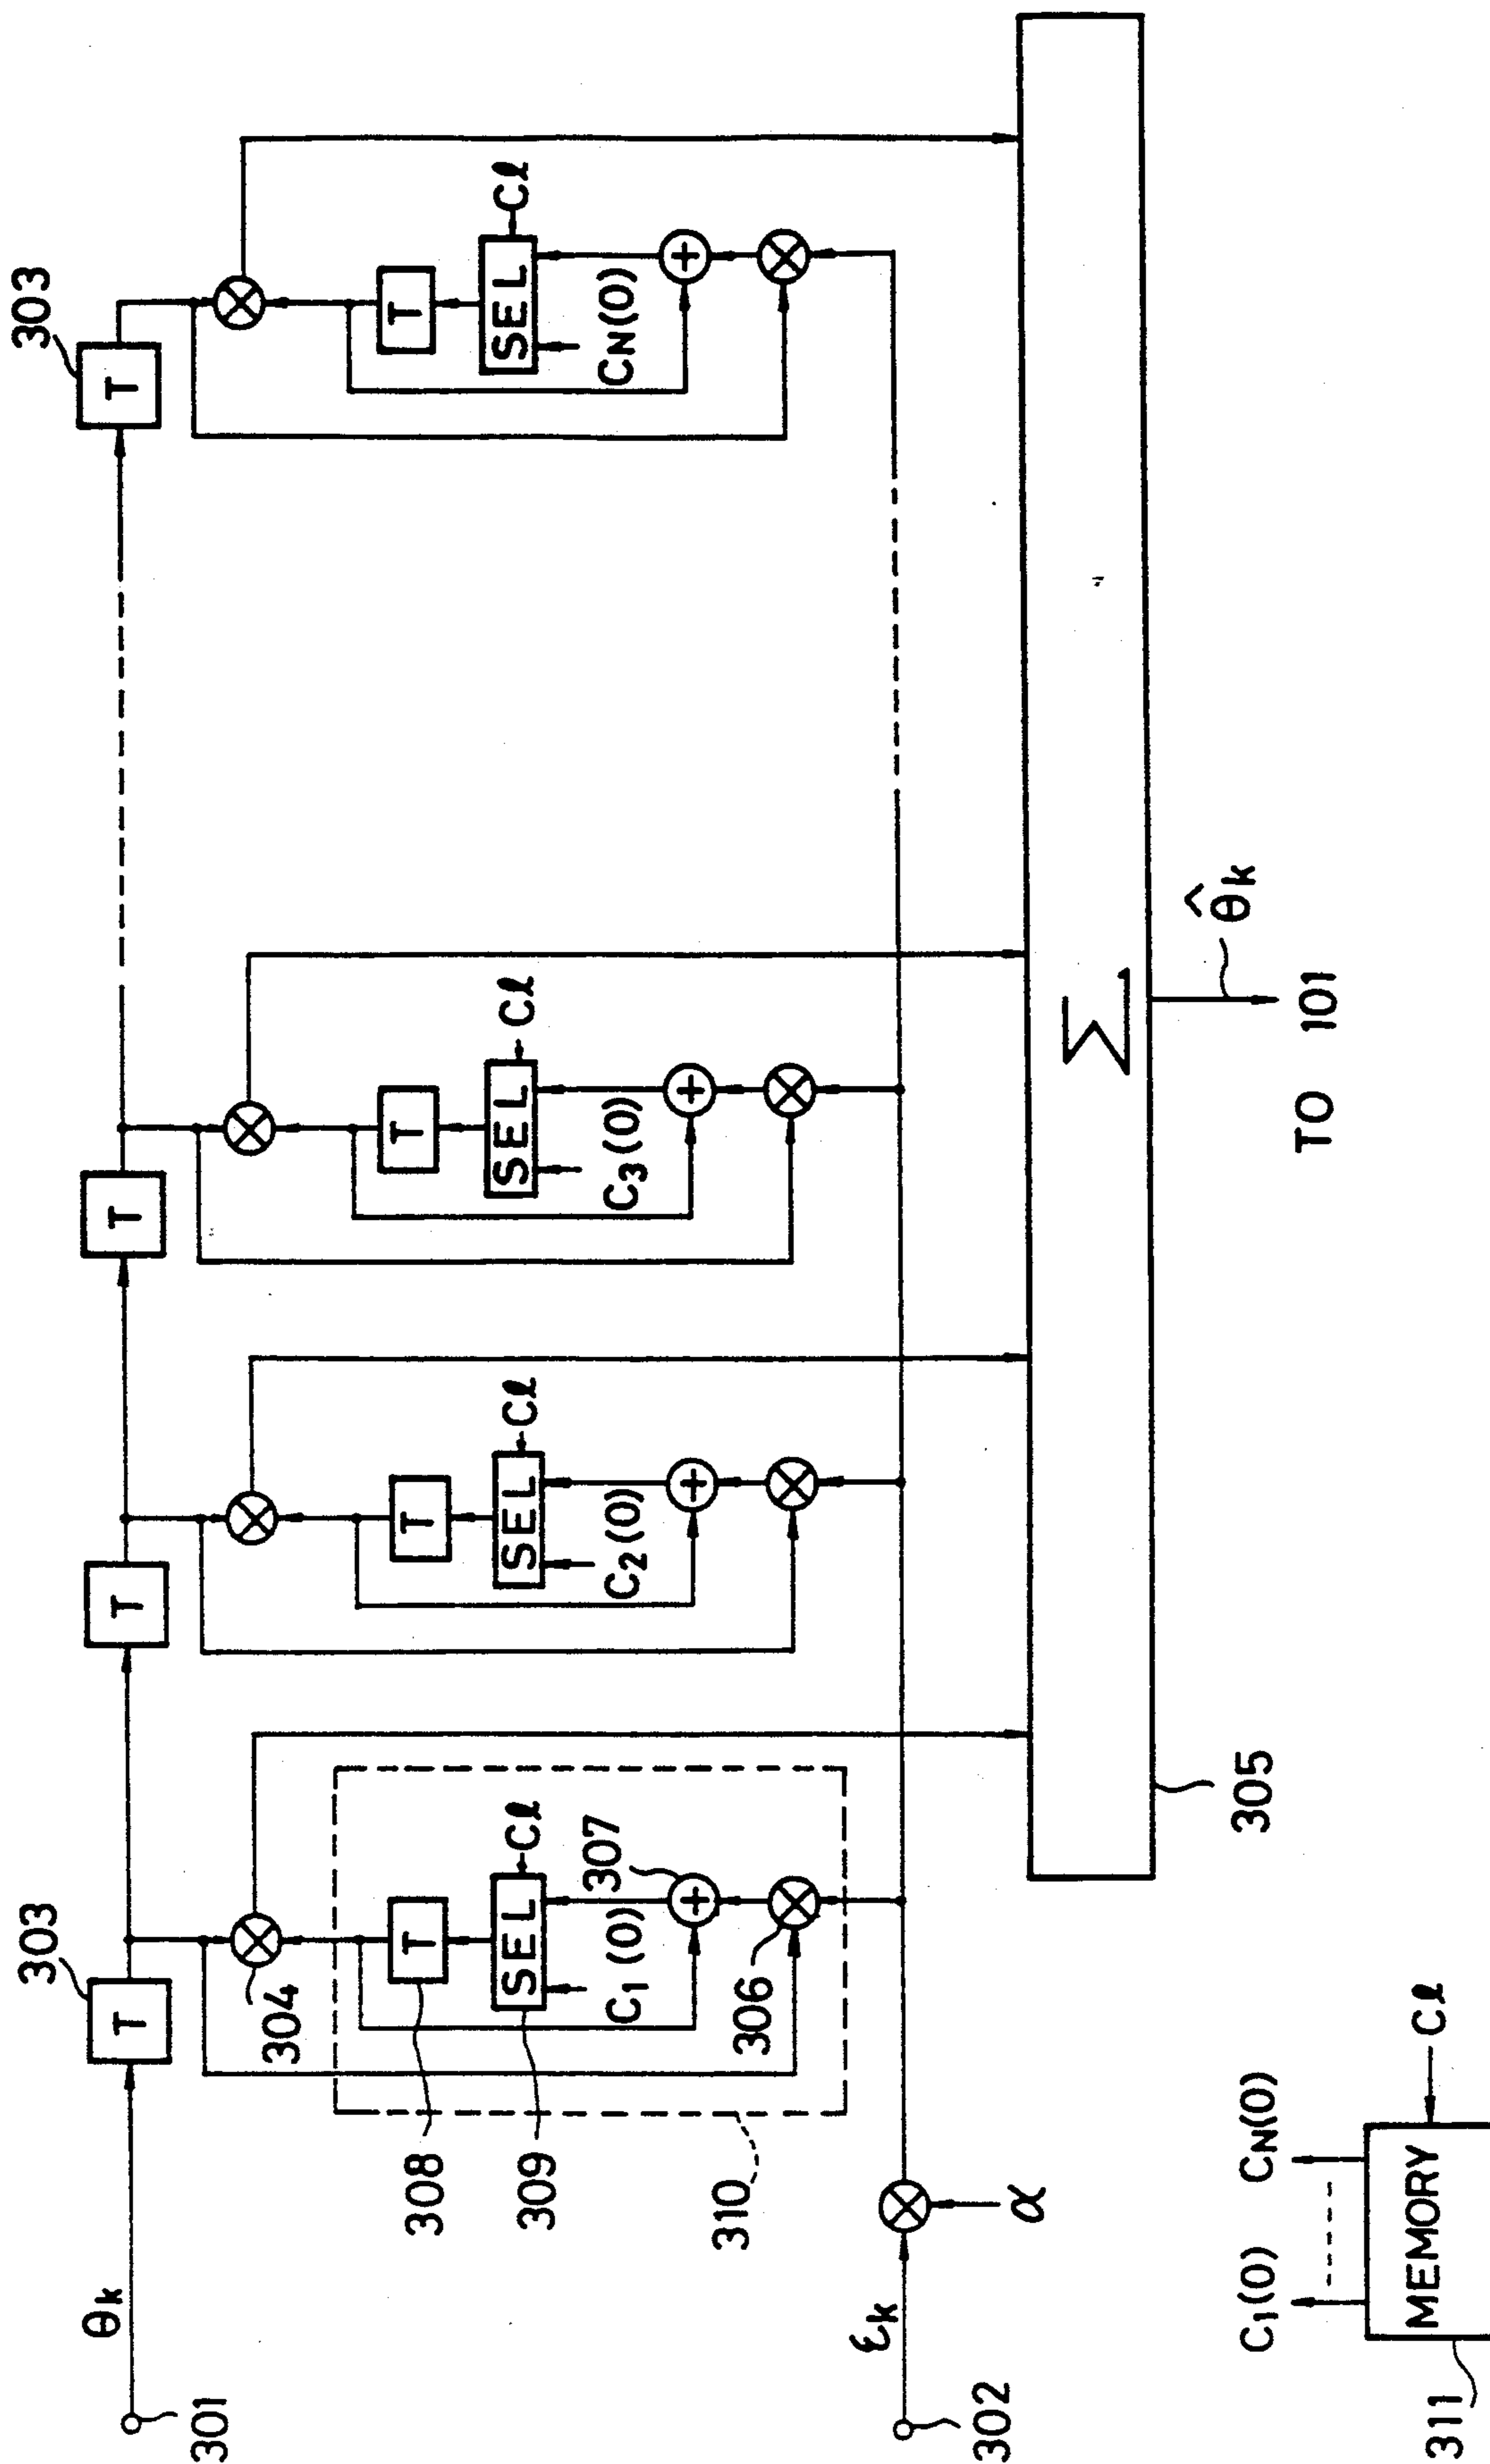 303
303
T
T
T
T
301
θk
304
T
T
T
T
308
SEL
Cl
SEL
Cl
SEL
Cl
SEL
Cl
309
C1(0)
307
C2(0)
C3(0)
CN(0)
+
+
+
+
306
310
302
εk
α
Σ
305
θ̂k
TO 101
C1(0)
CN(0)
MEMORY
Cl
311